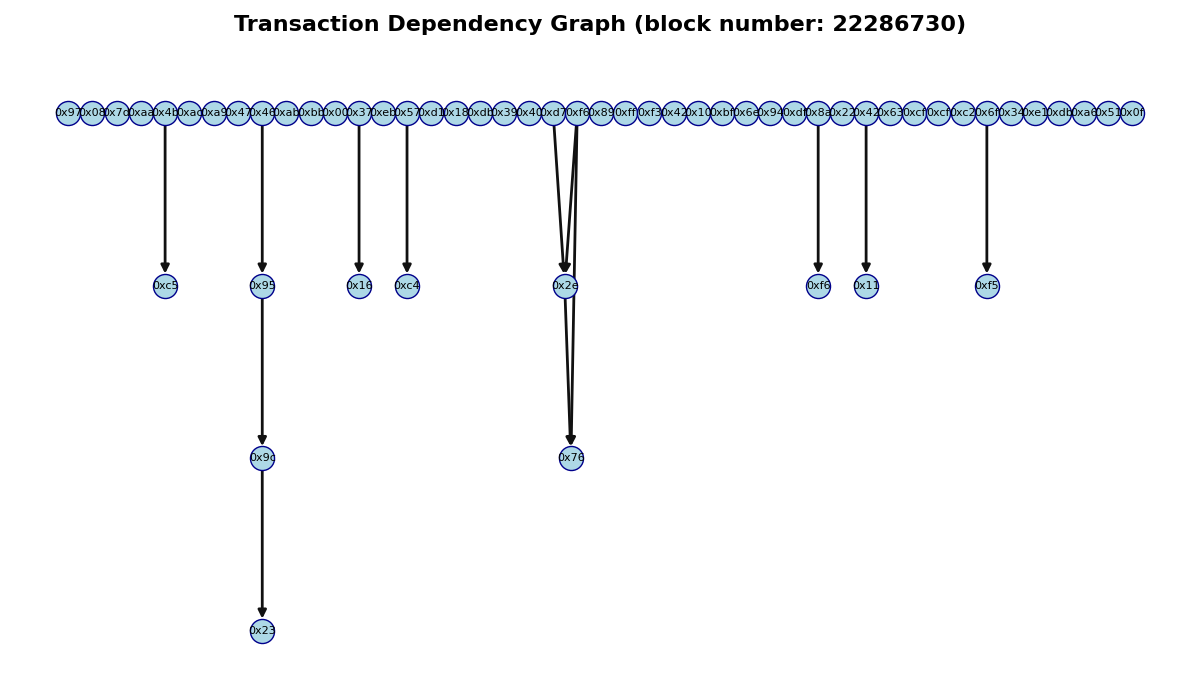 Transaction Dependency Graph (block number: 22286730)
0x97 0x08 0x7d 0xaa 0x4b 0xac 0xa9 0x47 0x46 0xab 0xbb 0x00 0x37 0xeb 0x57 0xd1 0x18 0xdb 0x39 0x40 0xd7 0xf6 0x89 0xff 0xf3 0x42 0x10 0xbf 0x6e 0x94 0xdf 0x8a 0x22 0x42 0x63 0xcf 0xcf 0xc2 0x6f 0x34 0xe1 0xdb 0xa6 0x51 0x0f
0xc5 0x95 0x16 0xc4 0x2e 0xf6 0x11 0xf5
0x9c 0x76
0x23